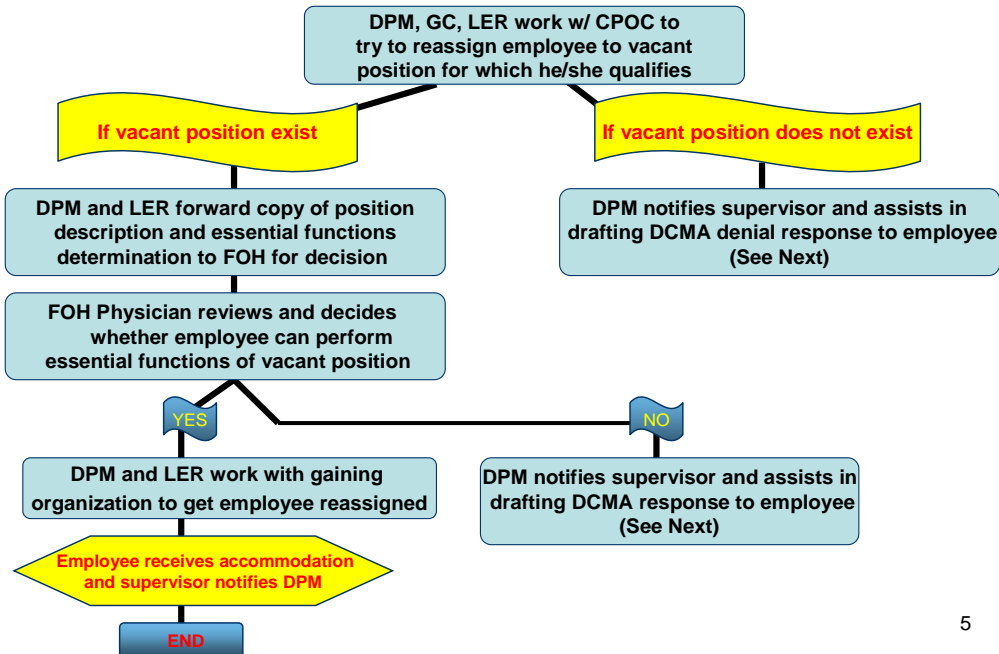 DPM, GC, LER work w/ CPOC to
try to reassign employee to vacant
position for which he/she qualifies
If vacant position exist
If vacant position does not exist
DPM and LER forward copy of position
description and essential functions
determination to FOH for decision
DPM notifies supervisor and assists in
drafting DCMA denial response to employee
(See Next)
FOH Physician reviews and decides
whether employee can perform
essential functions of vacant position
YES
NO
DPM and LER work with gaining
organization to get employee reassigned
DPM notifies supervisor and assists in
drafting DCMA response to employee
(See Next)
Employee receives accommodation
and supervisor notifies DPM
END
5